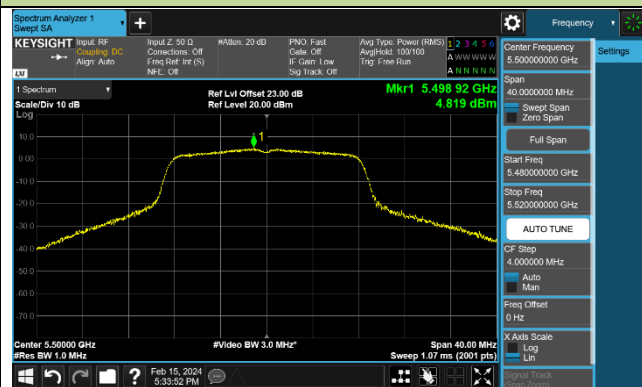 Spectrum Analyzer 1
Swept SA
Frequency
KEYSIGHT
Input: RF
Coupling: DC
Align: Auto
Input Z: 50 Ω
Corrections: Off
Freq Ref: Int (S)
NFE: Off
#Atten: 20 dB
PNO: Fast
Gate: Off
IF Gain: Low
Sig Track: Off
Avg Type: Power (RMS)
Avg|Hold: 100/100
Trig: Free Run
1 2 3 4 5 6
A W W W W W
A N N N N N
LXI
1 Spectrum
Scale/Div 10 dB
Log
Ref Lvl Offset 23.00 dB
Ref Level 20.00 dBm
Mkr1 5.498 92 GHz
4.819 dBm
1
10.0
0.00
-10.0
-20.0
-30.0
-40.0
-50.0
-60.0
-70.0
Center 5.50000 GHz
#Res BW 1.0 MHz
#Video BW 3.0 MHz*
Span 40.00 MHz
Sweep 1.07 ms (2001 pts)
Feb 15, 2024
5:33:52 PM
Center Frequency
5.500000000 GHz
Span
40.0000000 MHz
Swept Span
Zero Span
Full Span
Start Freq
5.480000000 GHz
Stop Freq
5.520000000 GHz
AUTO TUNE
CF Step
4.000000 MHz
Auto
Man
Freq Offset
0 Hz
X Axis Scale
Log
Lin
Signal Track
(Span Zoom)
Settings